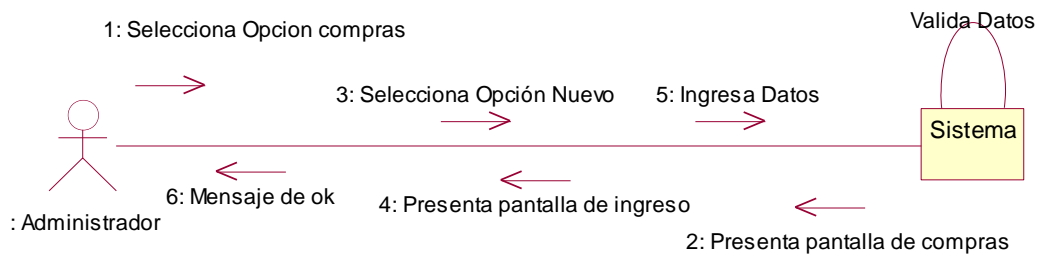 Valida Datos
1: Selecciona Opcion compras
3: Selecciona Opción Nuevo
5: Ingresa Datos
Sistema
6: Mensaje de ok
4: Presenta pantalla de ingreso
: Administrador
2: Presenta pantalla de compras